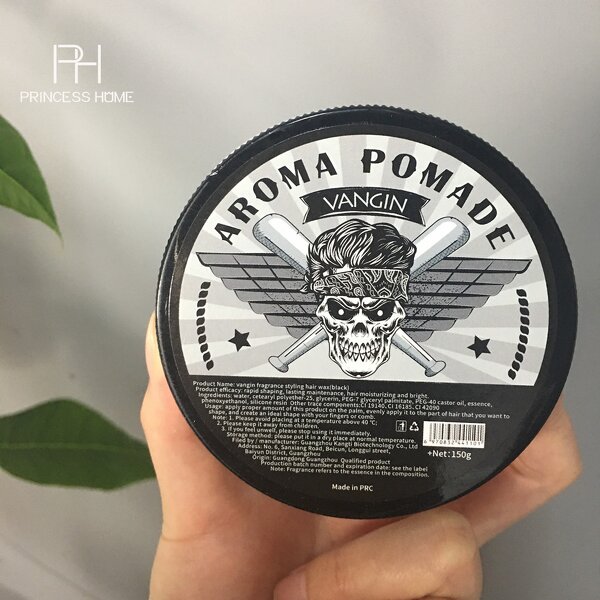 PH
PRINCESS HOME
AROMA POMADE
VANGIN
Product Name: vangin fragrance styling hair wax(black)
Product efficacy: rapid shaping, lasting maintenance, hair moisturizing and bright.
Ingredients: water, cetearyl polyether-25, glycerin, PEG-7 glyceryl palmitate, PEG-40 castor oil, essence,
phenoxyethanol, silicone resin Other trace components:CI 19140, CI 16185, CI 42090
Usage: apply proper amount of this product on the palm, evenly apply it to the part of hair that you want to
Shape, and create an ideal shape with your fingers or comb.
Note: 1. Please avoid placing at a temperature above 40 ℃;
2. Please keep it away from children.
3. If you feel unwell, please stop using it immediately.
Storage method: please put it in a dry place at normal temperature.
Filled by / manufacturer: Guangzhou Kangti Biotechnology Co., Ltd
Address: No. 6, Sanxiang Road, Beicun, Longgui street,
Baiyun District, Guangzhou
Origin: Guangdong Guangzhou Qualified product
Production batch number and expiration date: see the label
Note: Fragrance refers to the essence in the composition.
6 970832 441101
+Net:150g
Made in PRC